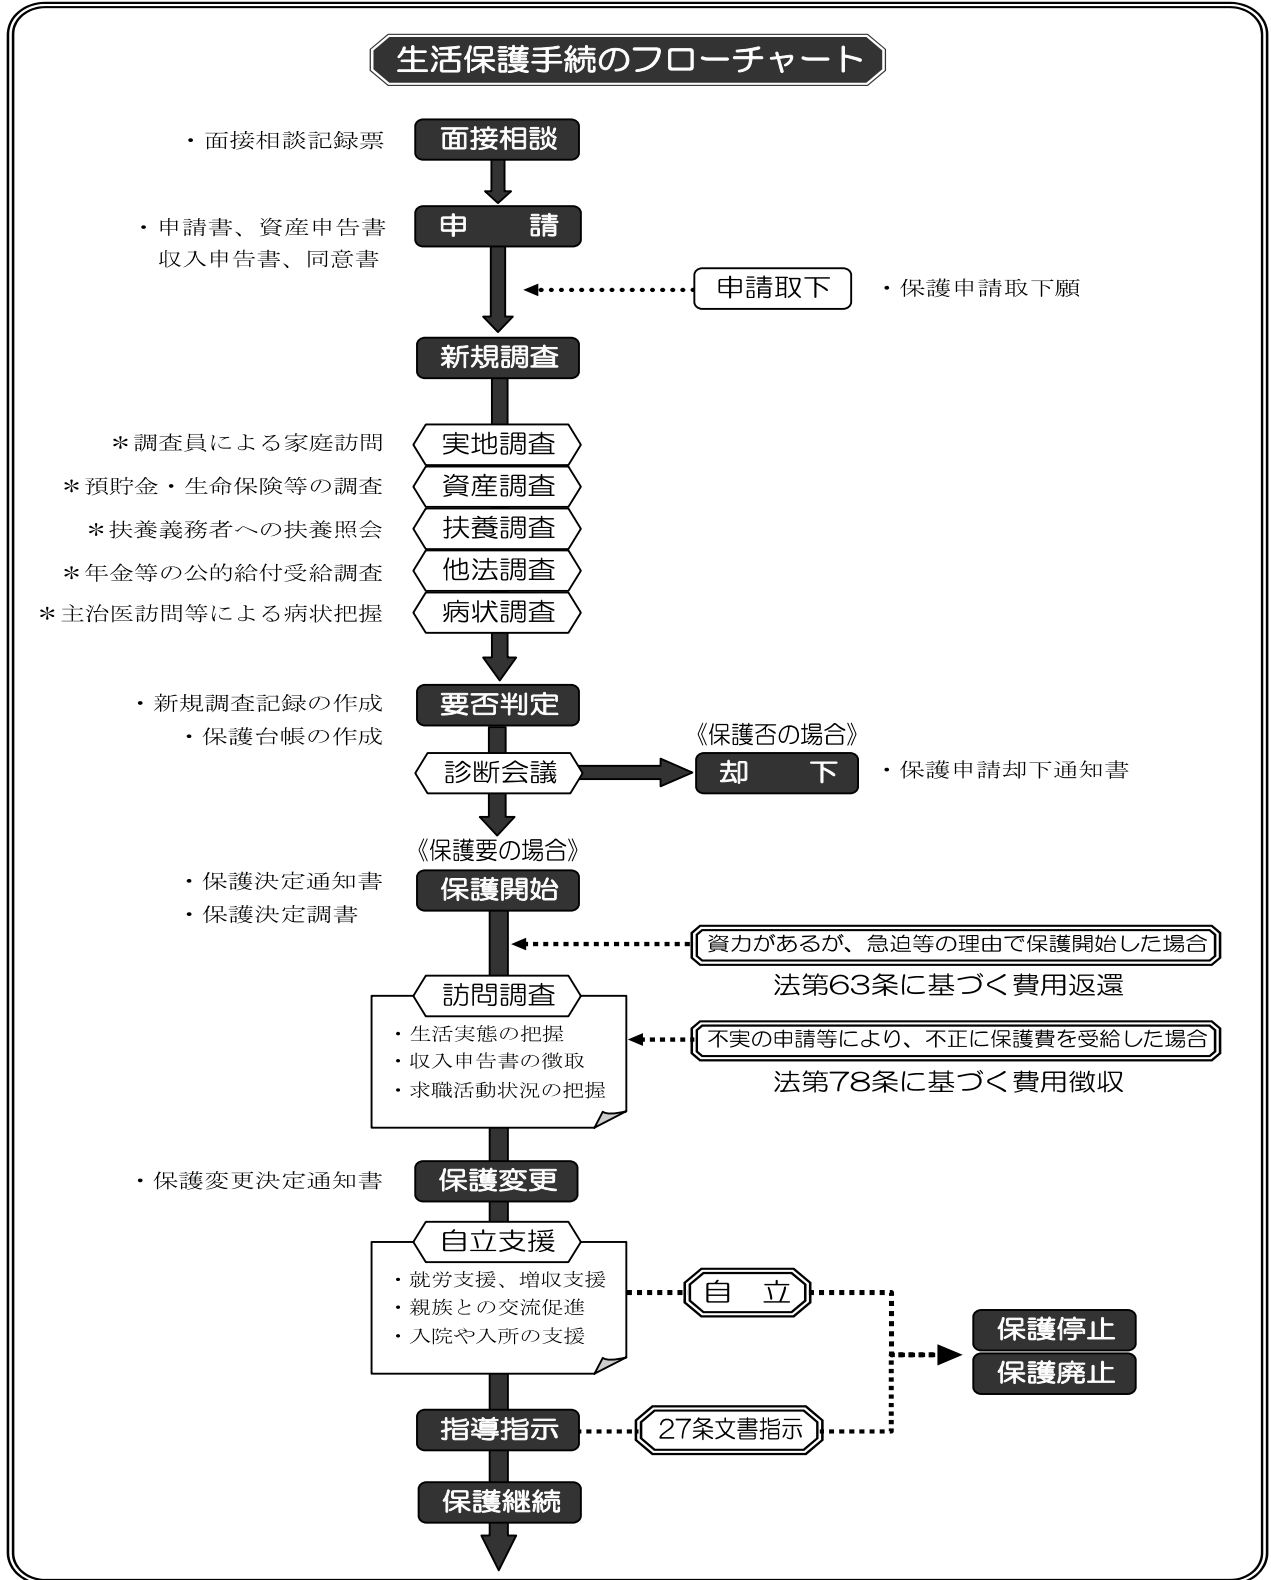 生活保護手続のフローチャート
・面接相談記録票
面接相談
・申請書、資産申告書
収入申告書、同意書
申　　請
申請取下
・保護申請取下願
新規調査
＊調査員による家庭訪問
実地調査
＊預貯金・生命保険等の調査
資産調査
＊扶養義務者への扶養照会
扶養調査
＊年金等の公的給付受給調査
他法調査
＊主治医訪問等による病状把握
病状調査
・新規調査記録の作成
・保護台帳の作成
要否判定
診断会議
《保護否の場合》
却　　下
・保護申請却下通知書
《保護要の場合》
・保護決定通知書
・保護決定調書
保護開始
資力があるが、急迫等の理由で保護開始した場合
法第63条に基づく費用返還
訪問調査
・生活実態の把握
・収入申告書の徴取
・求職活動状況の把握
不実の申請等により、不正に保護費を受給した場合
法第78条に基づく費用徴収
・保護変更決定通知書
保護変更
自立支援
・就労支援、増収支援
・親族との交流促進
・入院や入所の支援
自　立
保護停止
保護廃止
指導指示
27条文書指示
保護継続